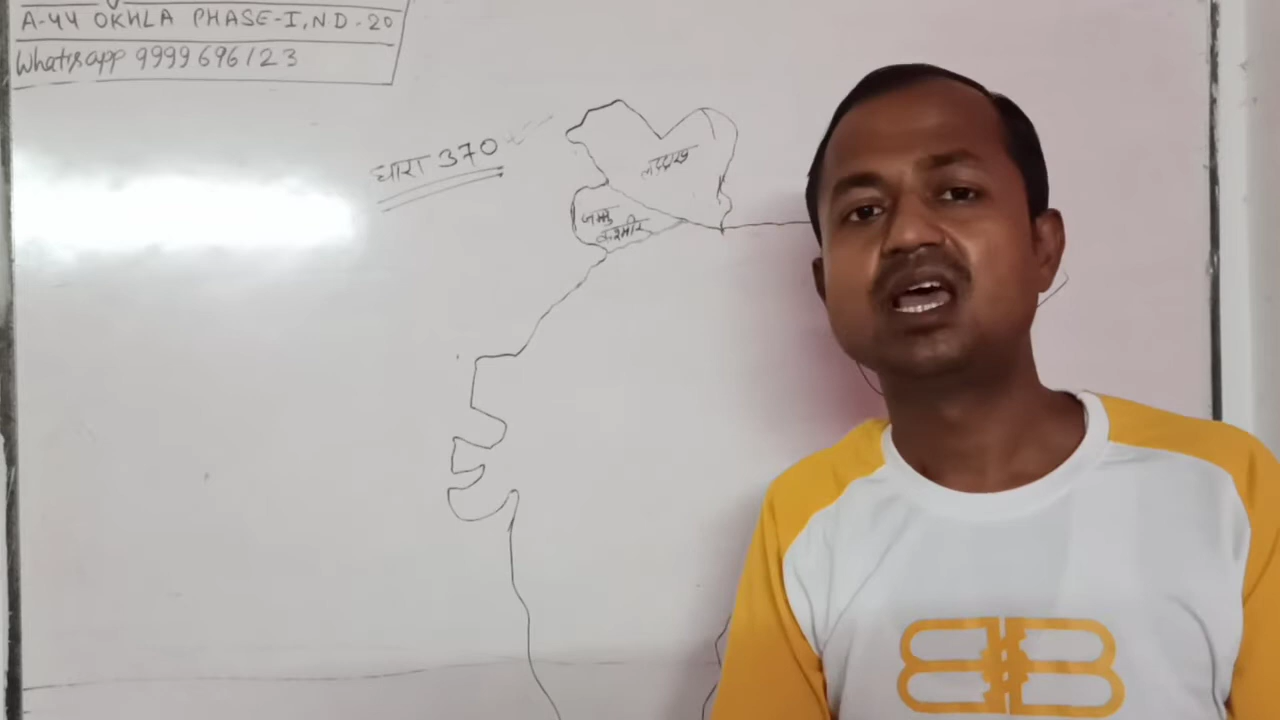 A-44 OKHLA PHASE-I, N.D.-20
Whatsapp 9999696123
धारा 370
लद्दाख
जम्मु
कश्मीर